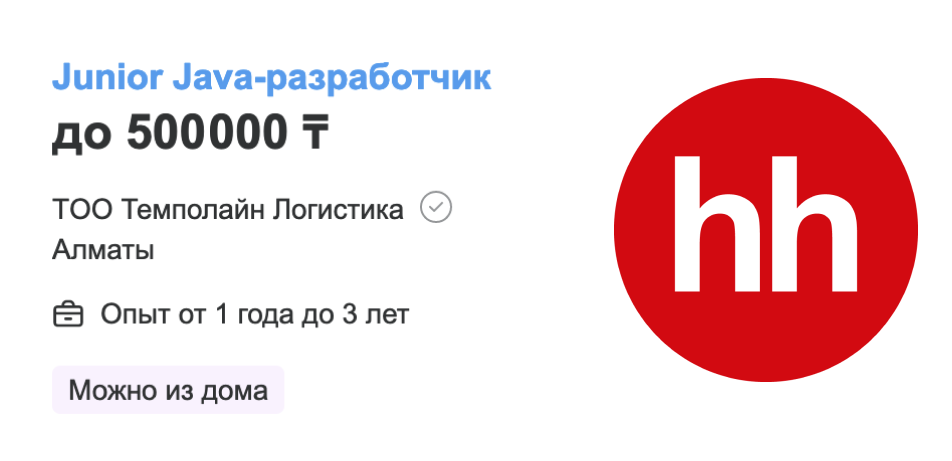 Junior Java-разработчик
до 500000 ₸
ТОО Темполайн Логистика
Алматы
Опыт от 1 года до 3 лет
Можно из дома
hh